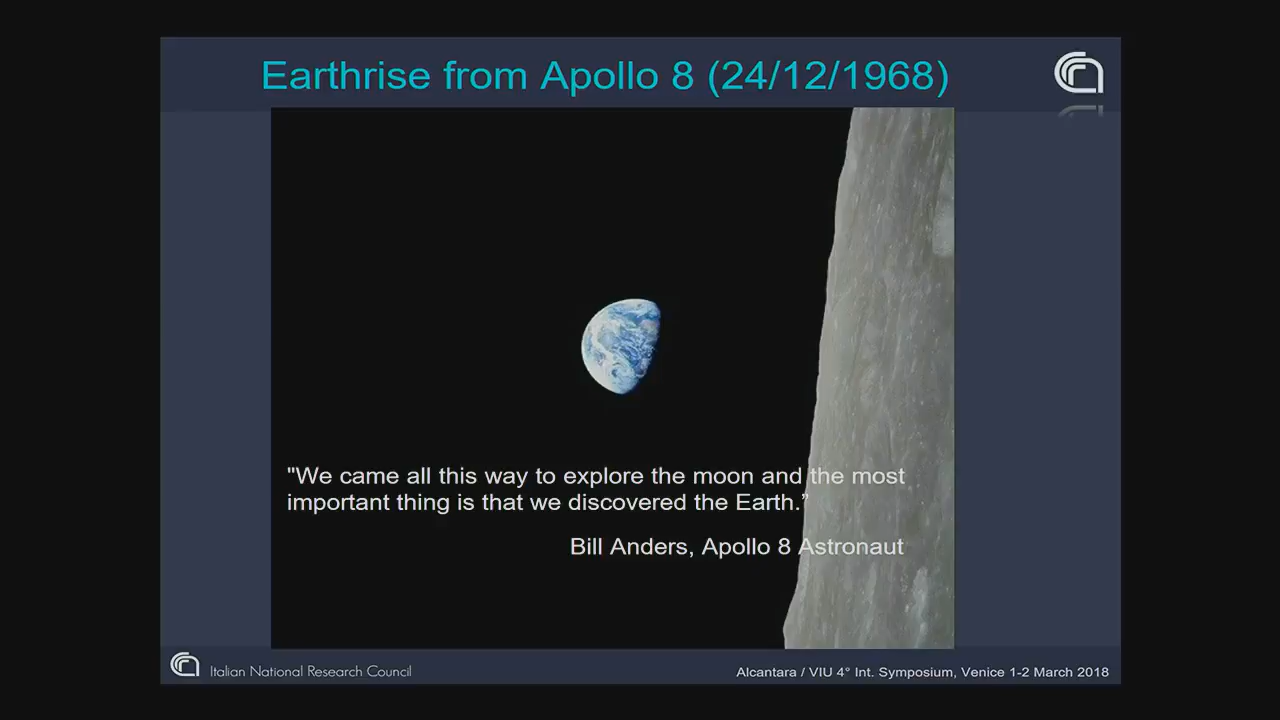 Earthrise from Apollo 8 (24/12/1968)
"We came all this way to explore the moon and the most
important thing is that we discovered the Earth.”
Bill Anders, Apollo 8 Astronaut
Italian National Research Council
Alcantara / VIU 4° Int. Symposium, Venice 1-2 March 2018